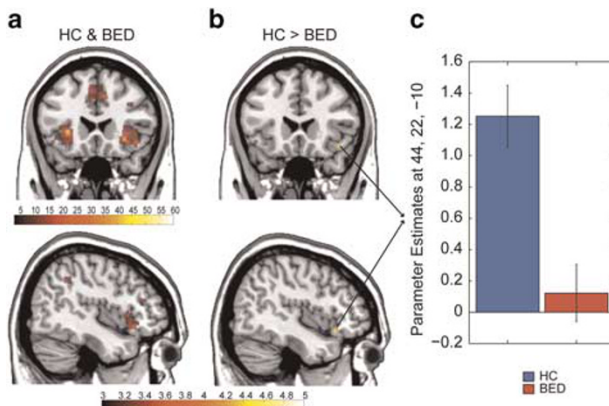 a
HC & BED
b
HC > BED
c
Parameter Estimates at 44, 22, −10
1.6
1.4
1.2
1.0
0.8
0.6
0.4
0.2
0
−0.2
5 10 15 20 25 30 35 40 45 50 55 60
3 3.2 3.4 3.6 3.8 4 4.2 4.4 4.6 4.8 5
HC
BED